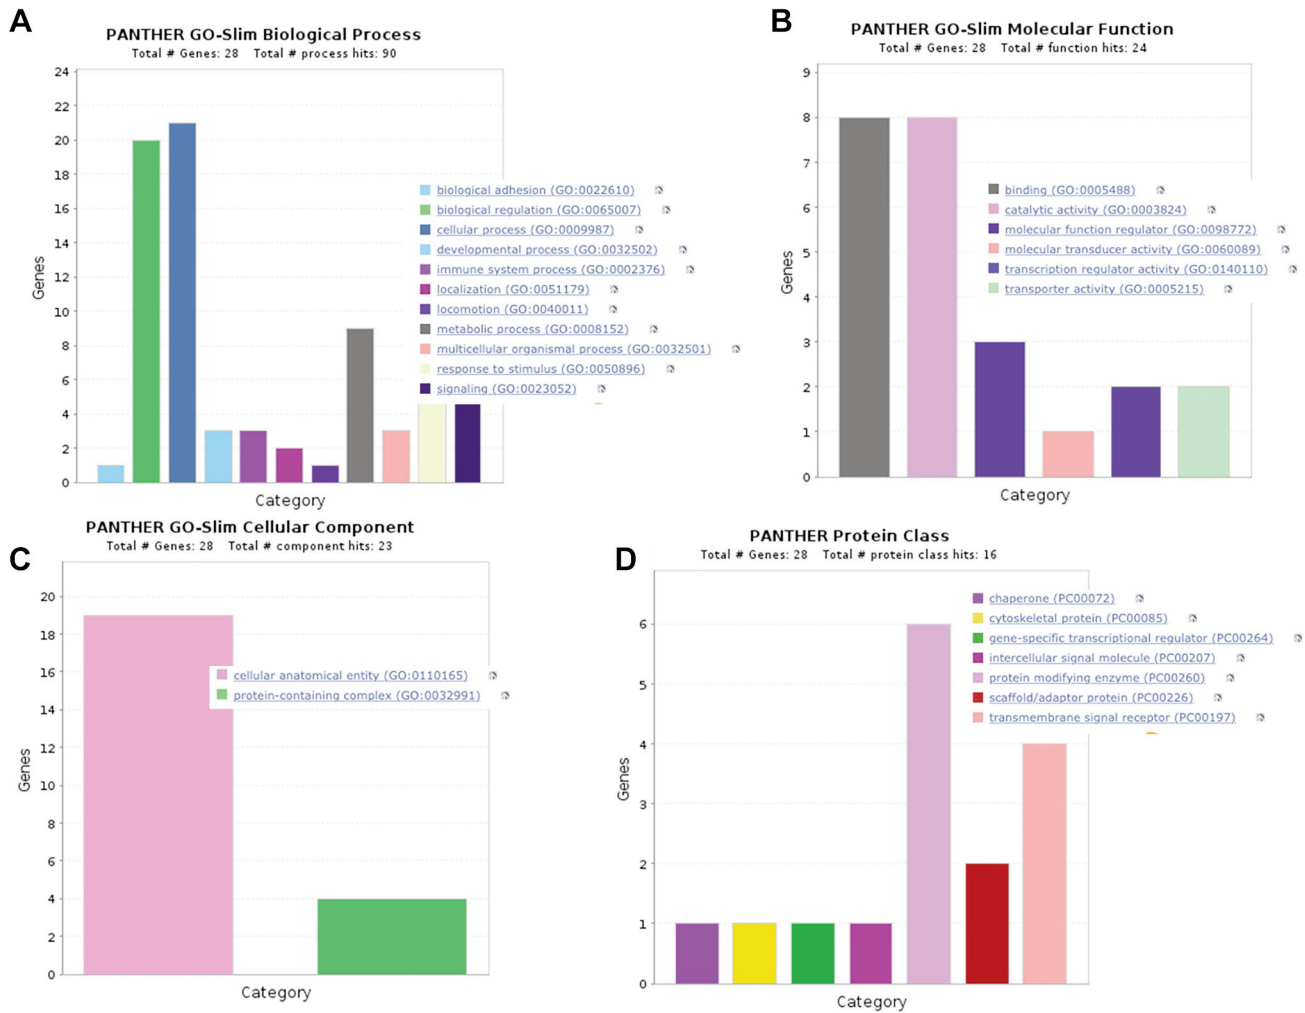 A
PANTHER GO-Slim Biological Process
Total # Genes: 28 Total # process hits: 90
24
22
20
18
16
14
12
10
8
6
4
2
0
Genes
Category
biological adhesion (GO:0022610)
biological regulation (GO:0065007)
cellular process (GO:0009987)
developmental process (GO:0032502)
immune system process (GO:0002376)
localization (GO:0051179)
locomotion (GO:0040011)
metabolic process (GO:0008152)
multicellular organismal process (GO:0032501)
response to stimulus (GO:0050896)
signaling (GO:0023052)
B
PANTHER GO-Slim Molecular Function
Total # Genes: 28 Total # function hits: 24
9
8
7
6
5
4
3
2
1
0
Genes
Category
binding (GO:0005488)
catalytic activity (GO:0003824)
molecular function regulator (GO:0098772)
molecular transducer activity (GO:0060089)
transcription regulator activity (GO:0140110)
transporter activity (GO:0005215)
C
PANTHER GO-Slim Cellular Component
Total # Genes: 28 Total # component hits: 23
20
18
16
14
12
10
8
6
4
2
0
Genes
Category
cellular anatomical entity (GO:0110165)
protein-containing complex (GO:0032991)
D
PANTHER Protein Class
Total # Genes: 28 Total # protein class hits: 16
6
5
4
3
2
1
0
Genes
Category
chaperone (PC00072)
cytoskeletal protein (PC00085)
gene-specific transcriptional regulator (PC00264)
intercellular signal molecule (PC00207)
protein modifying enzyme (PC00260)
scaffold/adaptor protein (PC00226)
transmembrane signal receptor (PC00197)